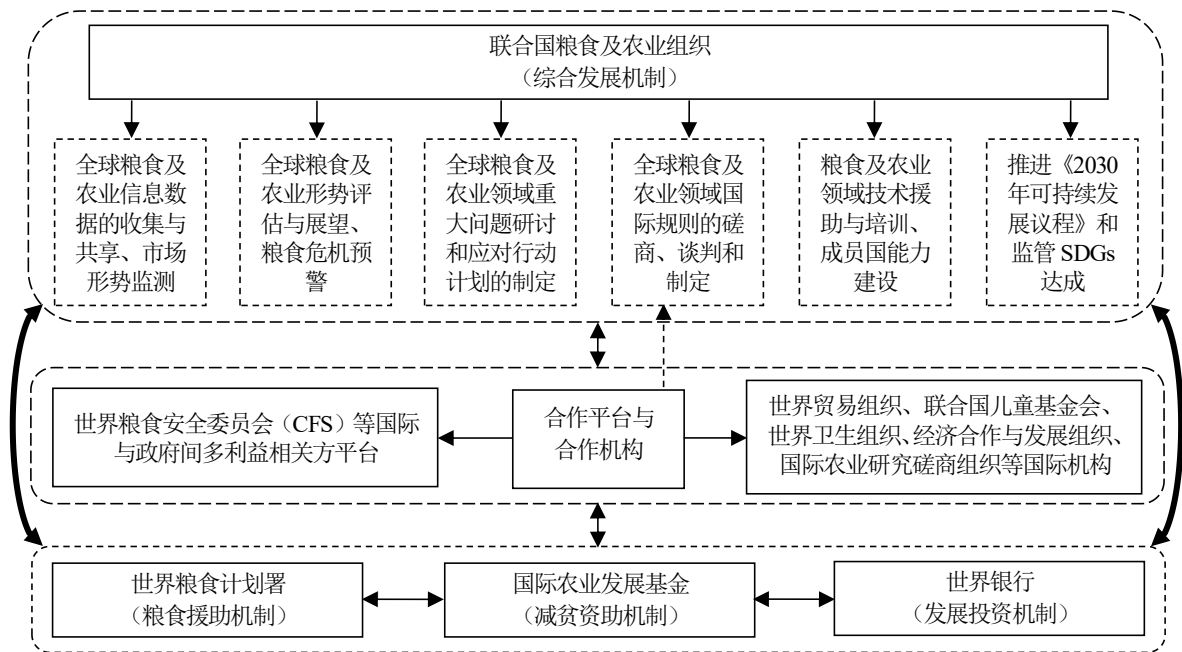 联合国粮食及农业组织
（综合发展机制）
全球粮食及
农业信息数
据的收集与
共享、市场
形势监测
全球粮食及
农业形势评
估与展望、
粮食危机预
警
全球粮食及
农业领域重
大问题研讨
和应对行动
计划的制定
全球粮食及
农业领域国
际规则的磋
商、谈判和
制定
粮食及农业
领域技术援
助与培训、
成员国能力
建设
推进《2030
年可持续发
展议程》和
监管 SDGs
达成
世界粮食安全委员会（CFS）等国际
与政府间多利益相关方平台
合作平台与
合作机构
世界贸易组织、联合国儿童基金会、
世界卫生组织、经济合作与发展组织、
国际农业研究磋商组织等国际机构
世界粮食计划署
（粮食援助机制）
国际农业发展基金
（减贫资助机制）
世界银行
（发展投资机制）